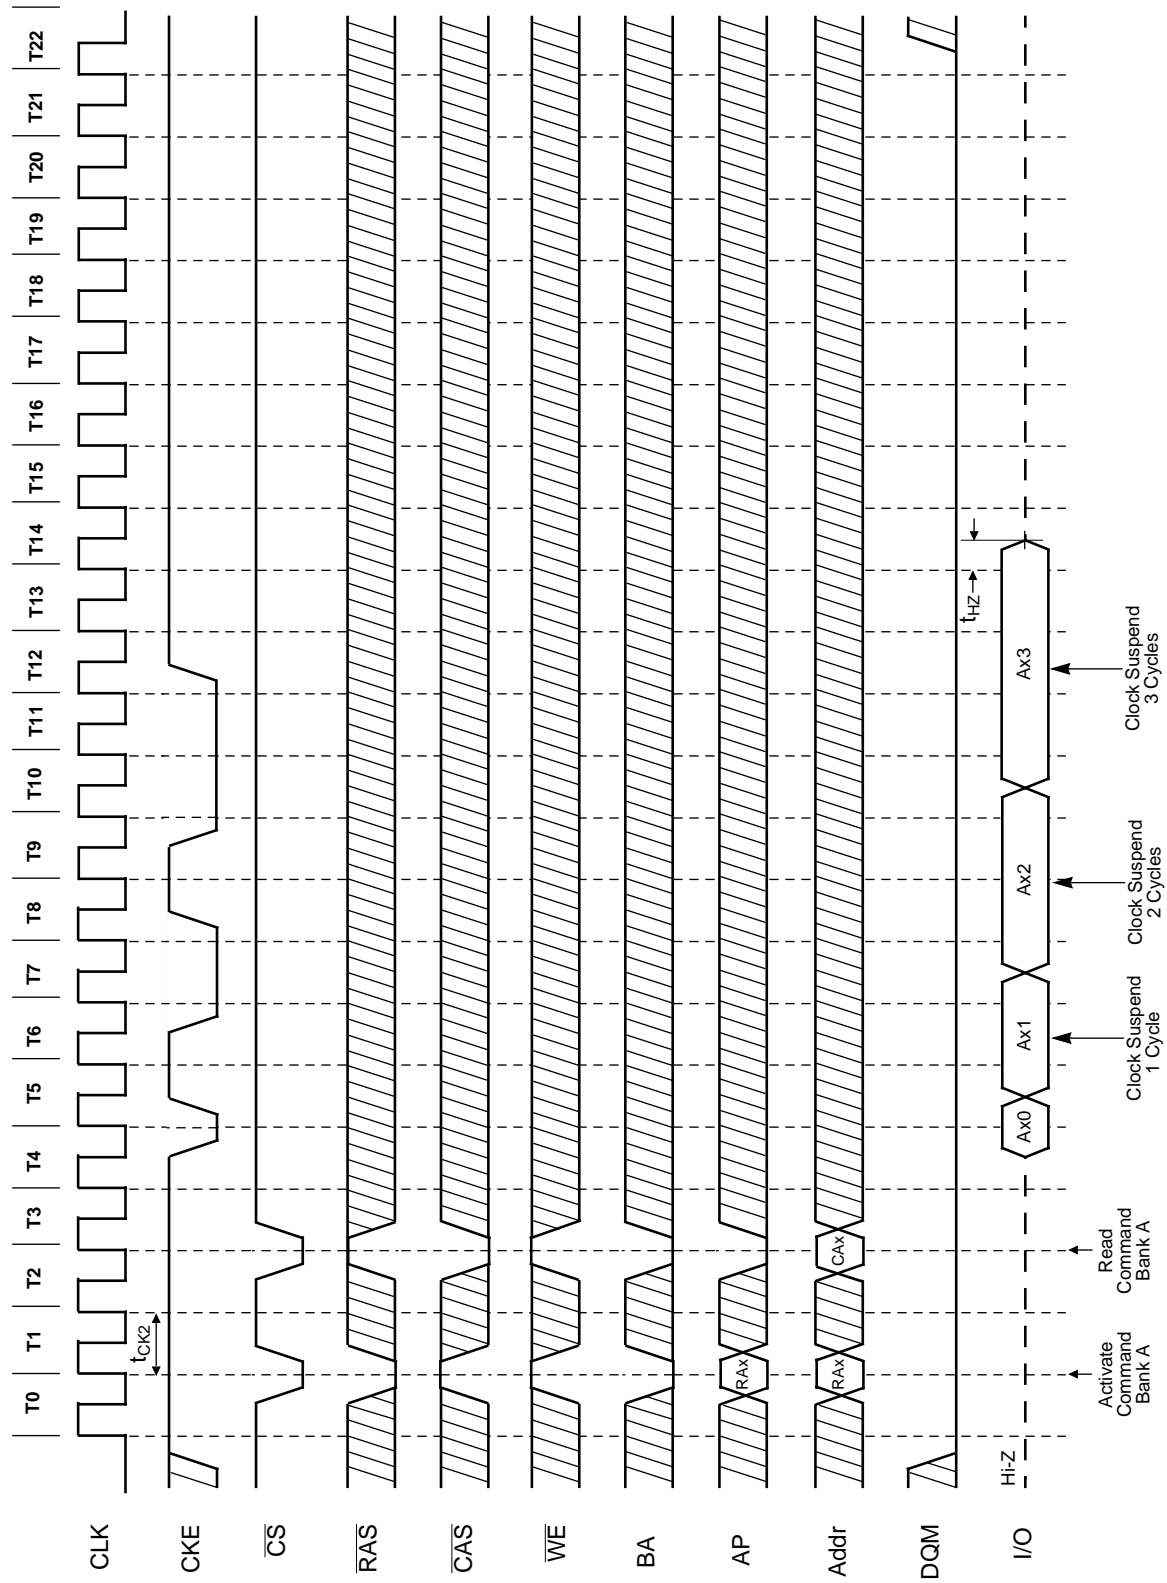 T0 T1 T2 T3 T4 T5 T6 T7 T8 T9 T10 T11 T12 T13 T14 T15 T16 T17 T18 T19 T20 T21 T22
CLK
tCK2
CKE
CS
RAS
CAS
WE
BA
AP
RAx
Addr
RAx
CAx
DQM
tHZ
I/O
Hi-Z
Ax0
Ax1
Ax2
Ax3
Activate
Command
Bank A
Read
Command
Bank A
Clock Suspend
1 Cycle
Clock Suspend
2 Cycles
Clock Suspend
3 Cycles